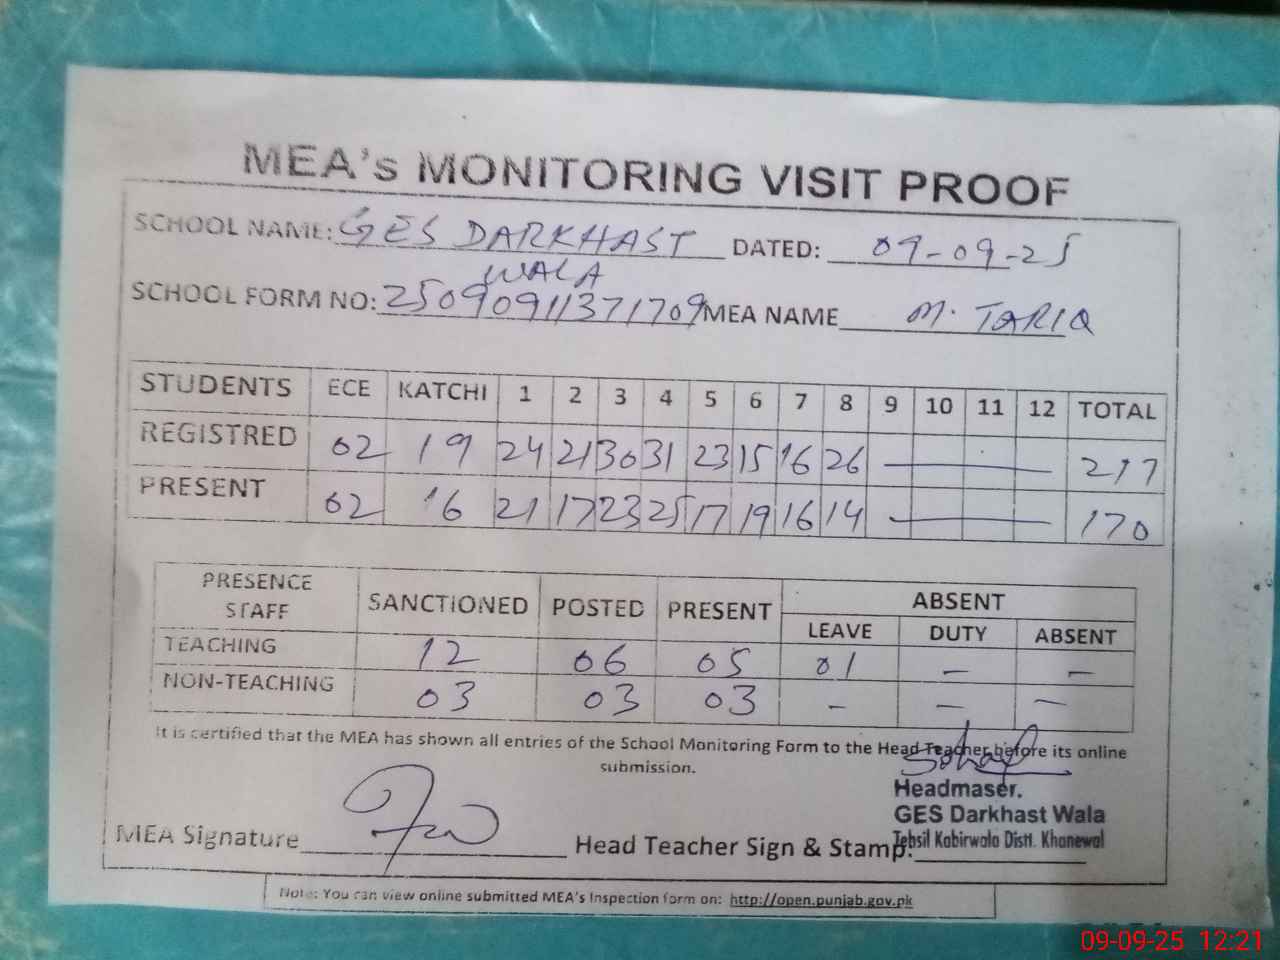 MEA's MONITORING VISIT PROOF
SCHOOL NAME: GES DARKHAST WALA DATED: 09-09-25
SCHOOL FORM NO: 25090911371709 MEA NAME M. TARIQ
STUDENTS ECE KATCHI 1 2 3 4 5 6 7 8 9 10 11 12 TOTAL
REGISTRED 02 19 24 21 30 31 23 15 16 26 217
PRESENT 02 16 21 17 23 25 17 19 16 14 170
PRESENCE STAFF SANCTIONED POSTED PRESENT ABSENT
LEAVE DUTY ABSENT
TEACHING 12 06 05 01 - -
NON-TEACHING 03 03 03 - - -
It is certified that the MEA has shown all entries of the School Monitoring Form to the Head Teacher before its online
submission.
Headmaser.
GES Darkhast Wala
Tehsil Kabirwala Distt. Khanewal
MEA Signature Head Teacher Sign & Stamp:
Note: You can view online submitted MEA's Inspection form on: http://open.punjab.gov.pk
09-09-25 12:21